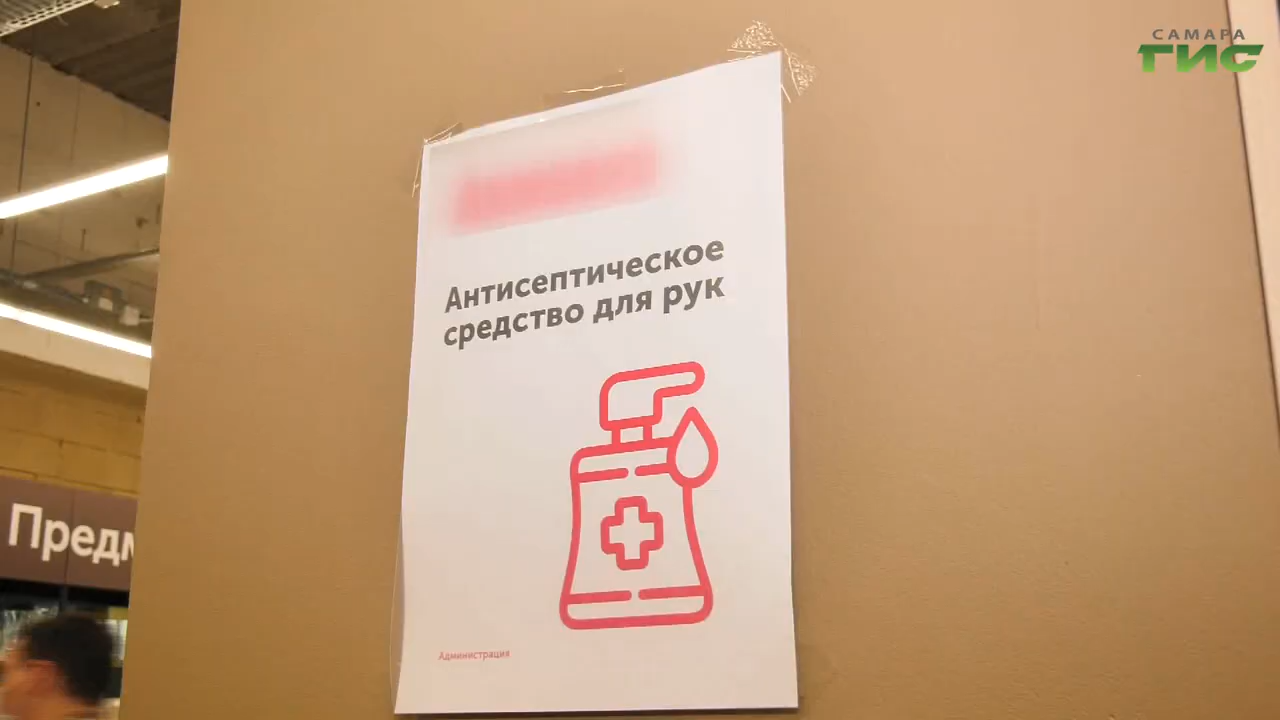 САМАРА
ГИС
Антисептическое
средство для рук
Администрация
Предм